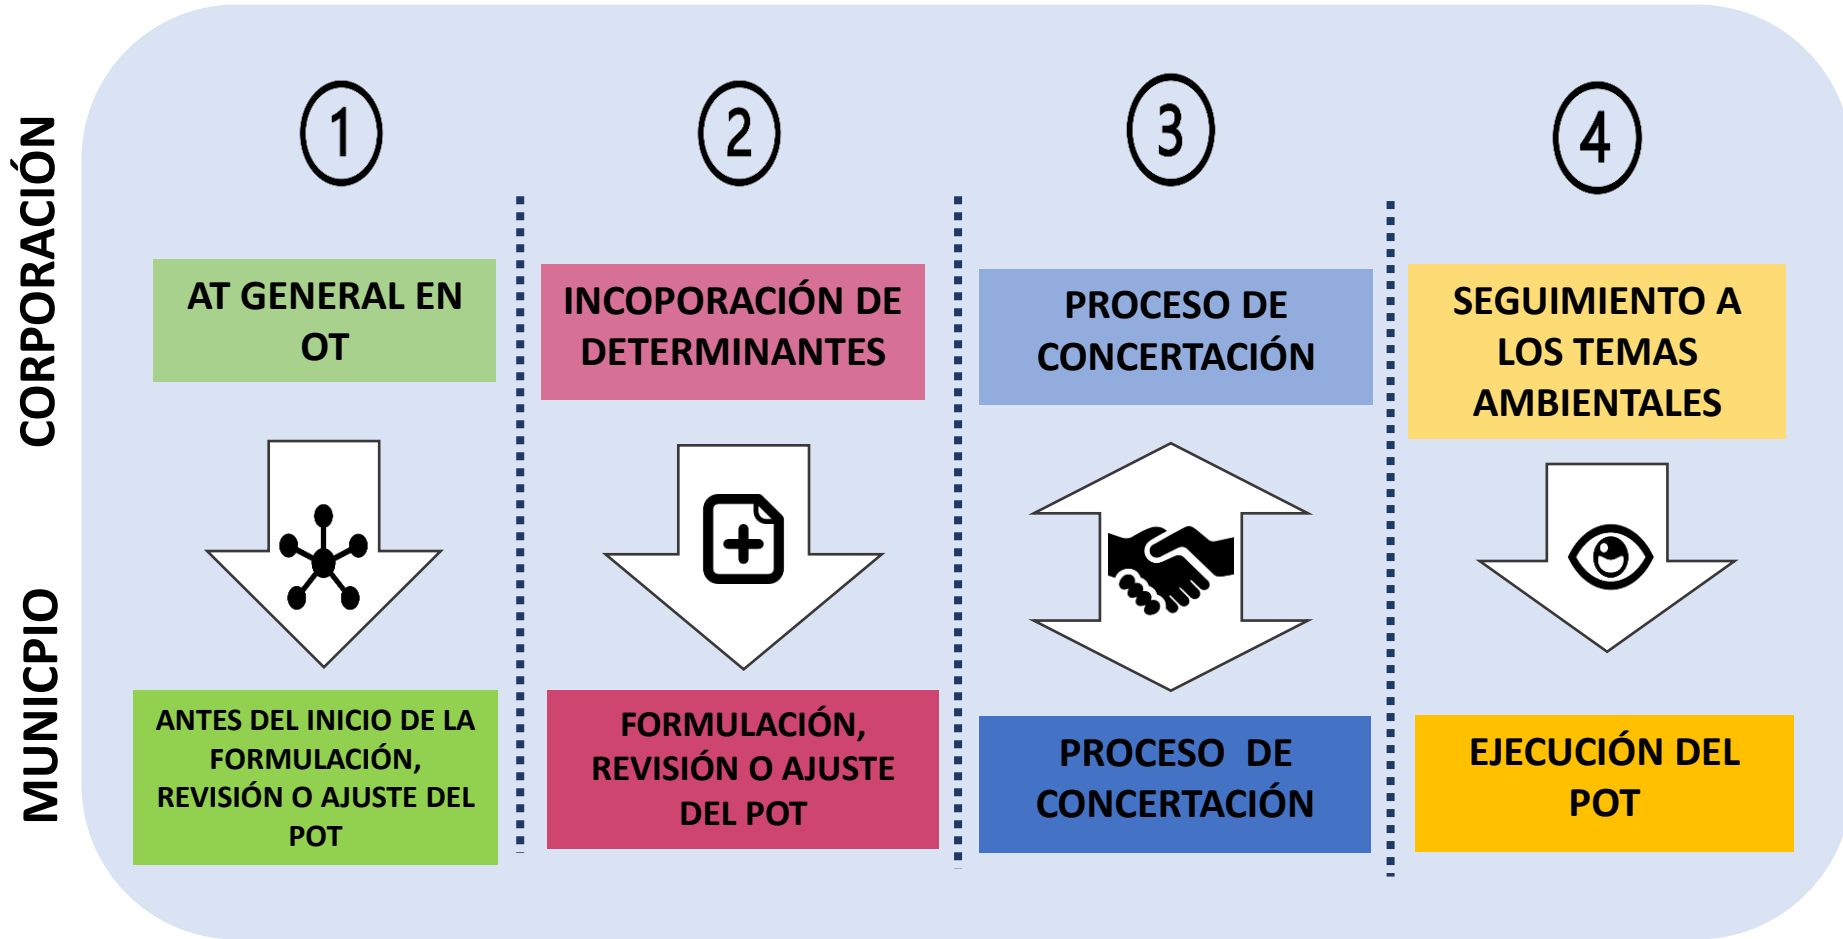 CORPORACIÓN
MUNICPIO
1
AT GENERAL EN
OT
ANTES DEL INICIO DE LA
FORMULACIÓN,
REVISIÓN O AJUSTE DEL
POT
2
INCOPORACIÓN DE
DETERMINANTES
FORMULACIÓN,
REVISIÓN O AJUSTE
DEL POT
3
PROCESO DE
CONCERTACIÓN
PROCESO DE
CONCERTACIÓN
4
SEGUIMIENTO A
LOS TEMAS
AMBIENTALES
EJECUCIÓN DEL
POT